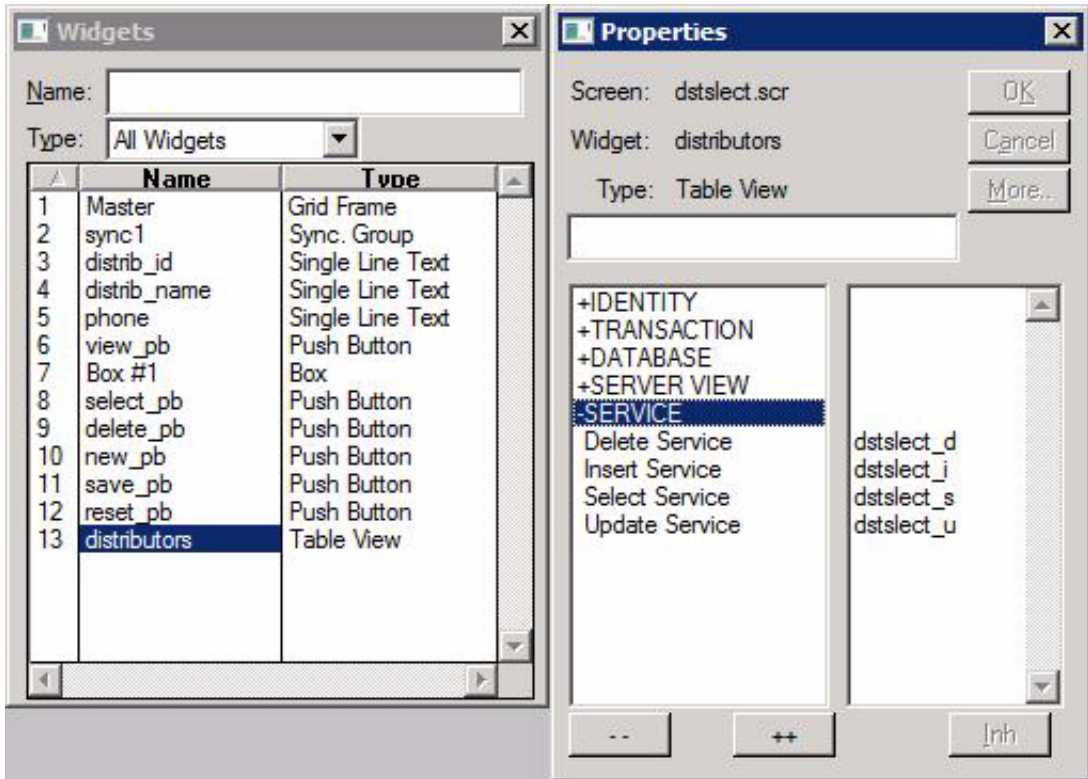 Widgets
Name:
Type: All Widgets
Name Type
1 Master Grid Frame
2 sync1 Sync. Group
3 distrib_id Single Line Text
4 distrib_name Single Line Text
5 phone Single Line Text
6 view_pb Push Button
7 Box #1 Box
8 select_pb Push Button
9 delete_pb Push Button
10 new_pb Push Button
11 save_pb Push Button
12 reset_pb Push Button
13 distributors Table View
Properties
Screen: dstslect.scr
OK
Widget: distributors
Cancel
Type: Table View
More...
+IDENTITY
+TRANSACTION
+DATABASE
+SERVER VIEW
-SERVICE
Delete Service dstslect_d
Insert Service dstslect_i
Select Service dstslect_s
Update Service dstslect_u
-- ++ Inh